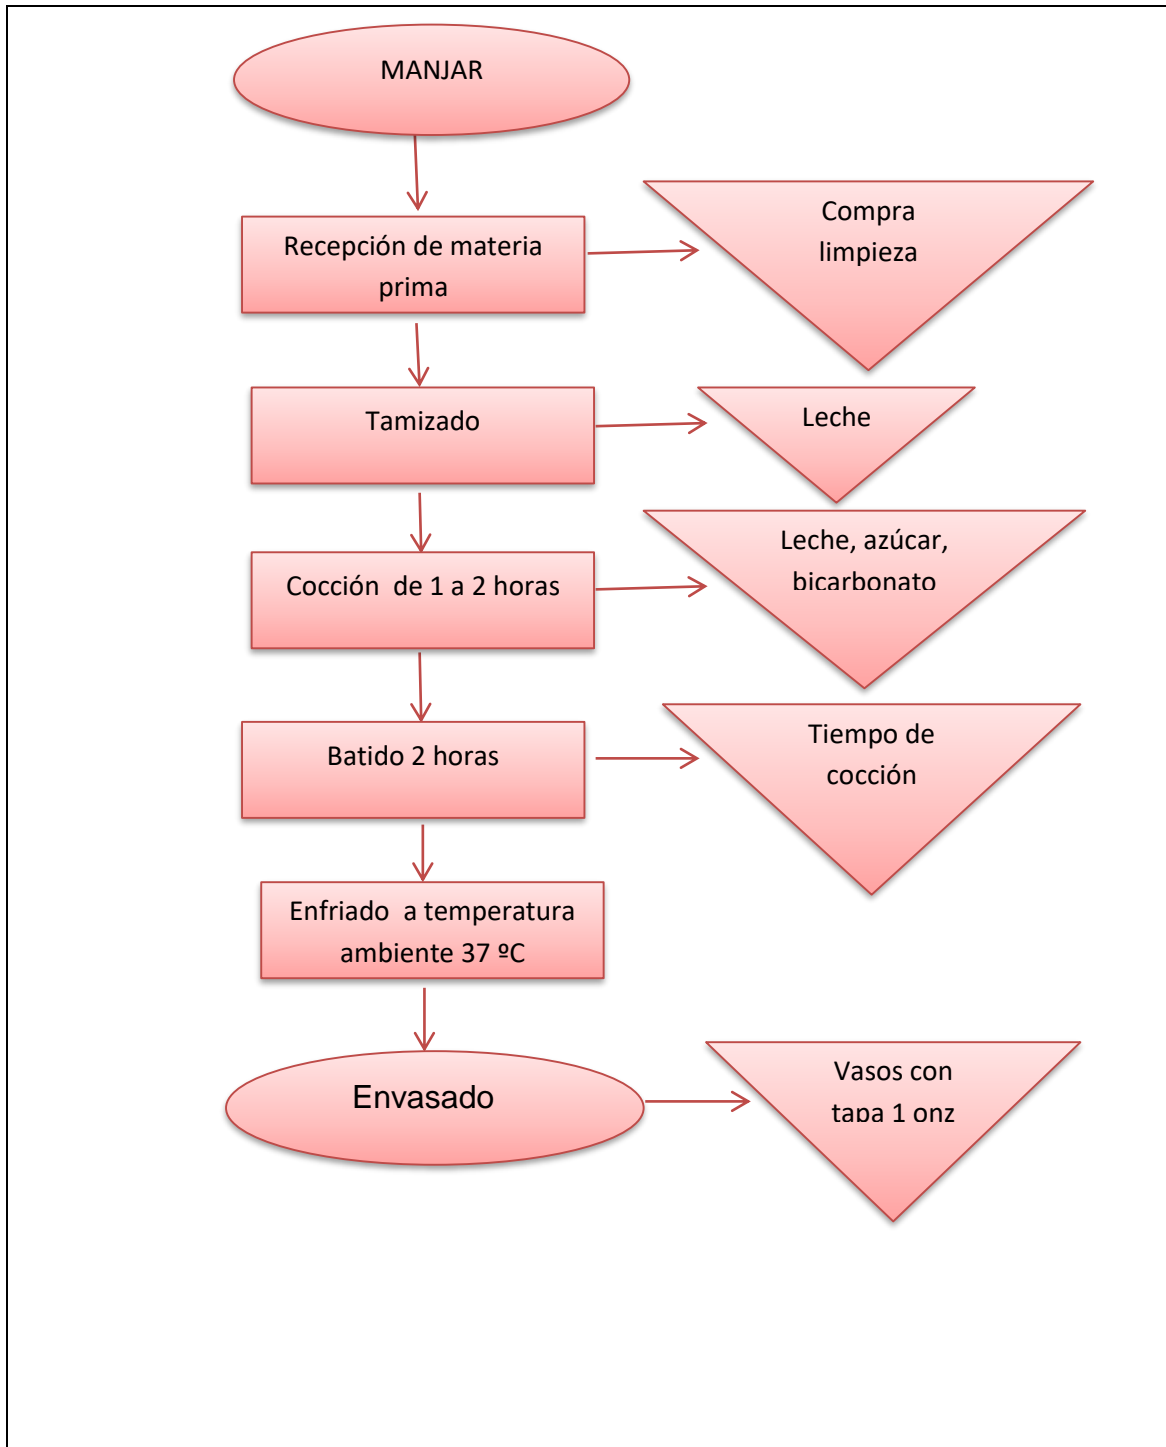 MANJAR
Recepción de materia
prima
Compra
limpieza
Tamizado
Leche
Cocción de 1 a 2 horas
Leche, azúcar,
bicarbonato
Batido 2 horas
Tiempo de
cocción
Enfriado a temperatura
ambiente 37 ºC
Envasado
Vasos con
tapa 1 onz